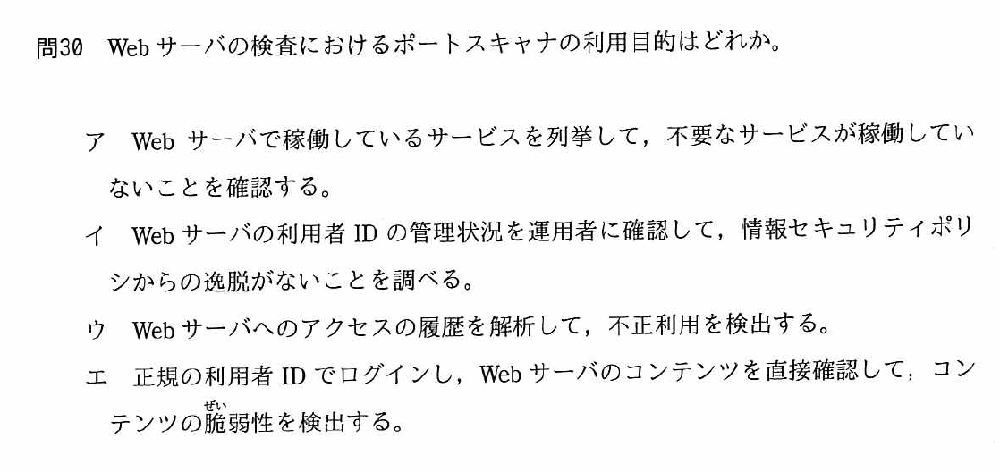 問30　Web サーバの検査におけるポートスキャナの利用目的はどれか。
ア　Web サーバで稼働しているサービスを列挙して，不要なサービスが稼働してい
ないことを確認する。
イ　Web サーバの利用者 ID の管理状況を運用者に確認して，情報セキュリティポリ
シからの逸脱がないことを調べる。
ウ　Web サーバへのアクセスの履歴を解析して，不正利用を検出する。
エ　正規の利用者 ID でログインし，Web サーバのコンテンツを直接確認して，コン
ぜい
テンツの脆弱性を検出する。